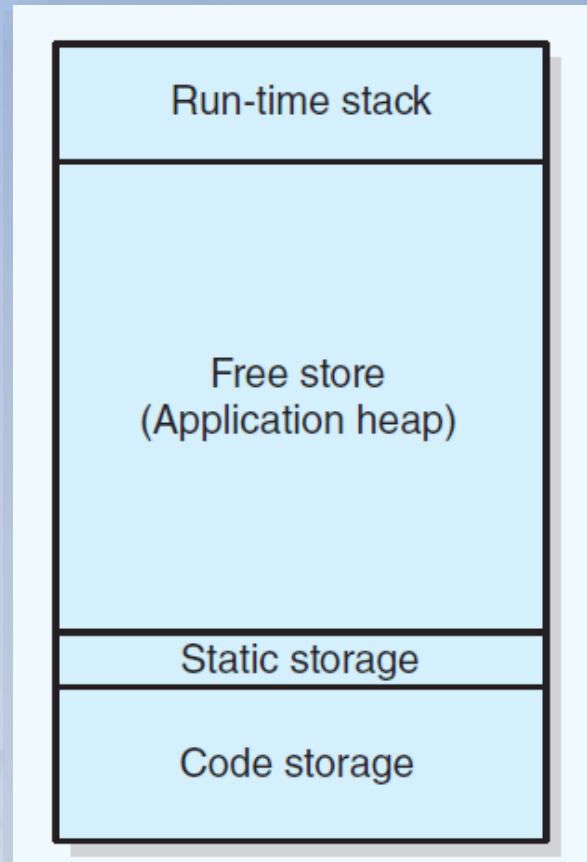 Run-time stack
Free store
(Application heap)
Static storage
Code storage